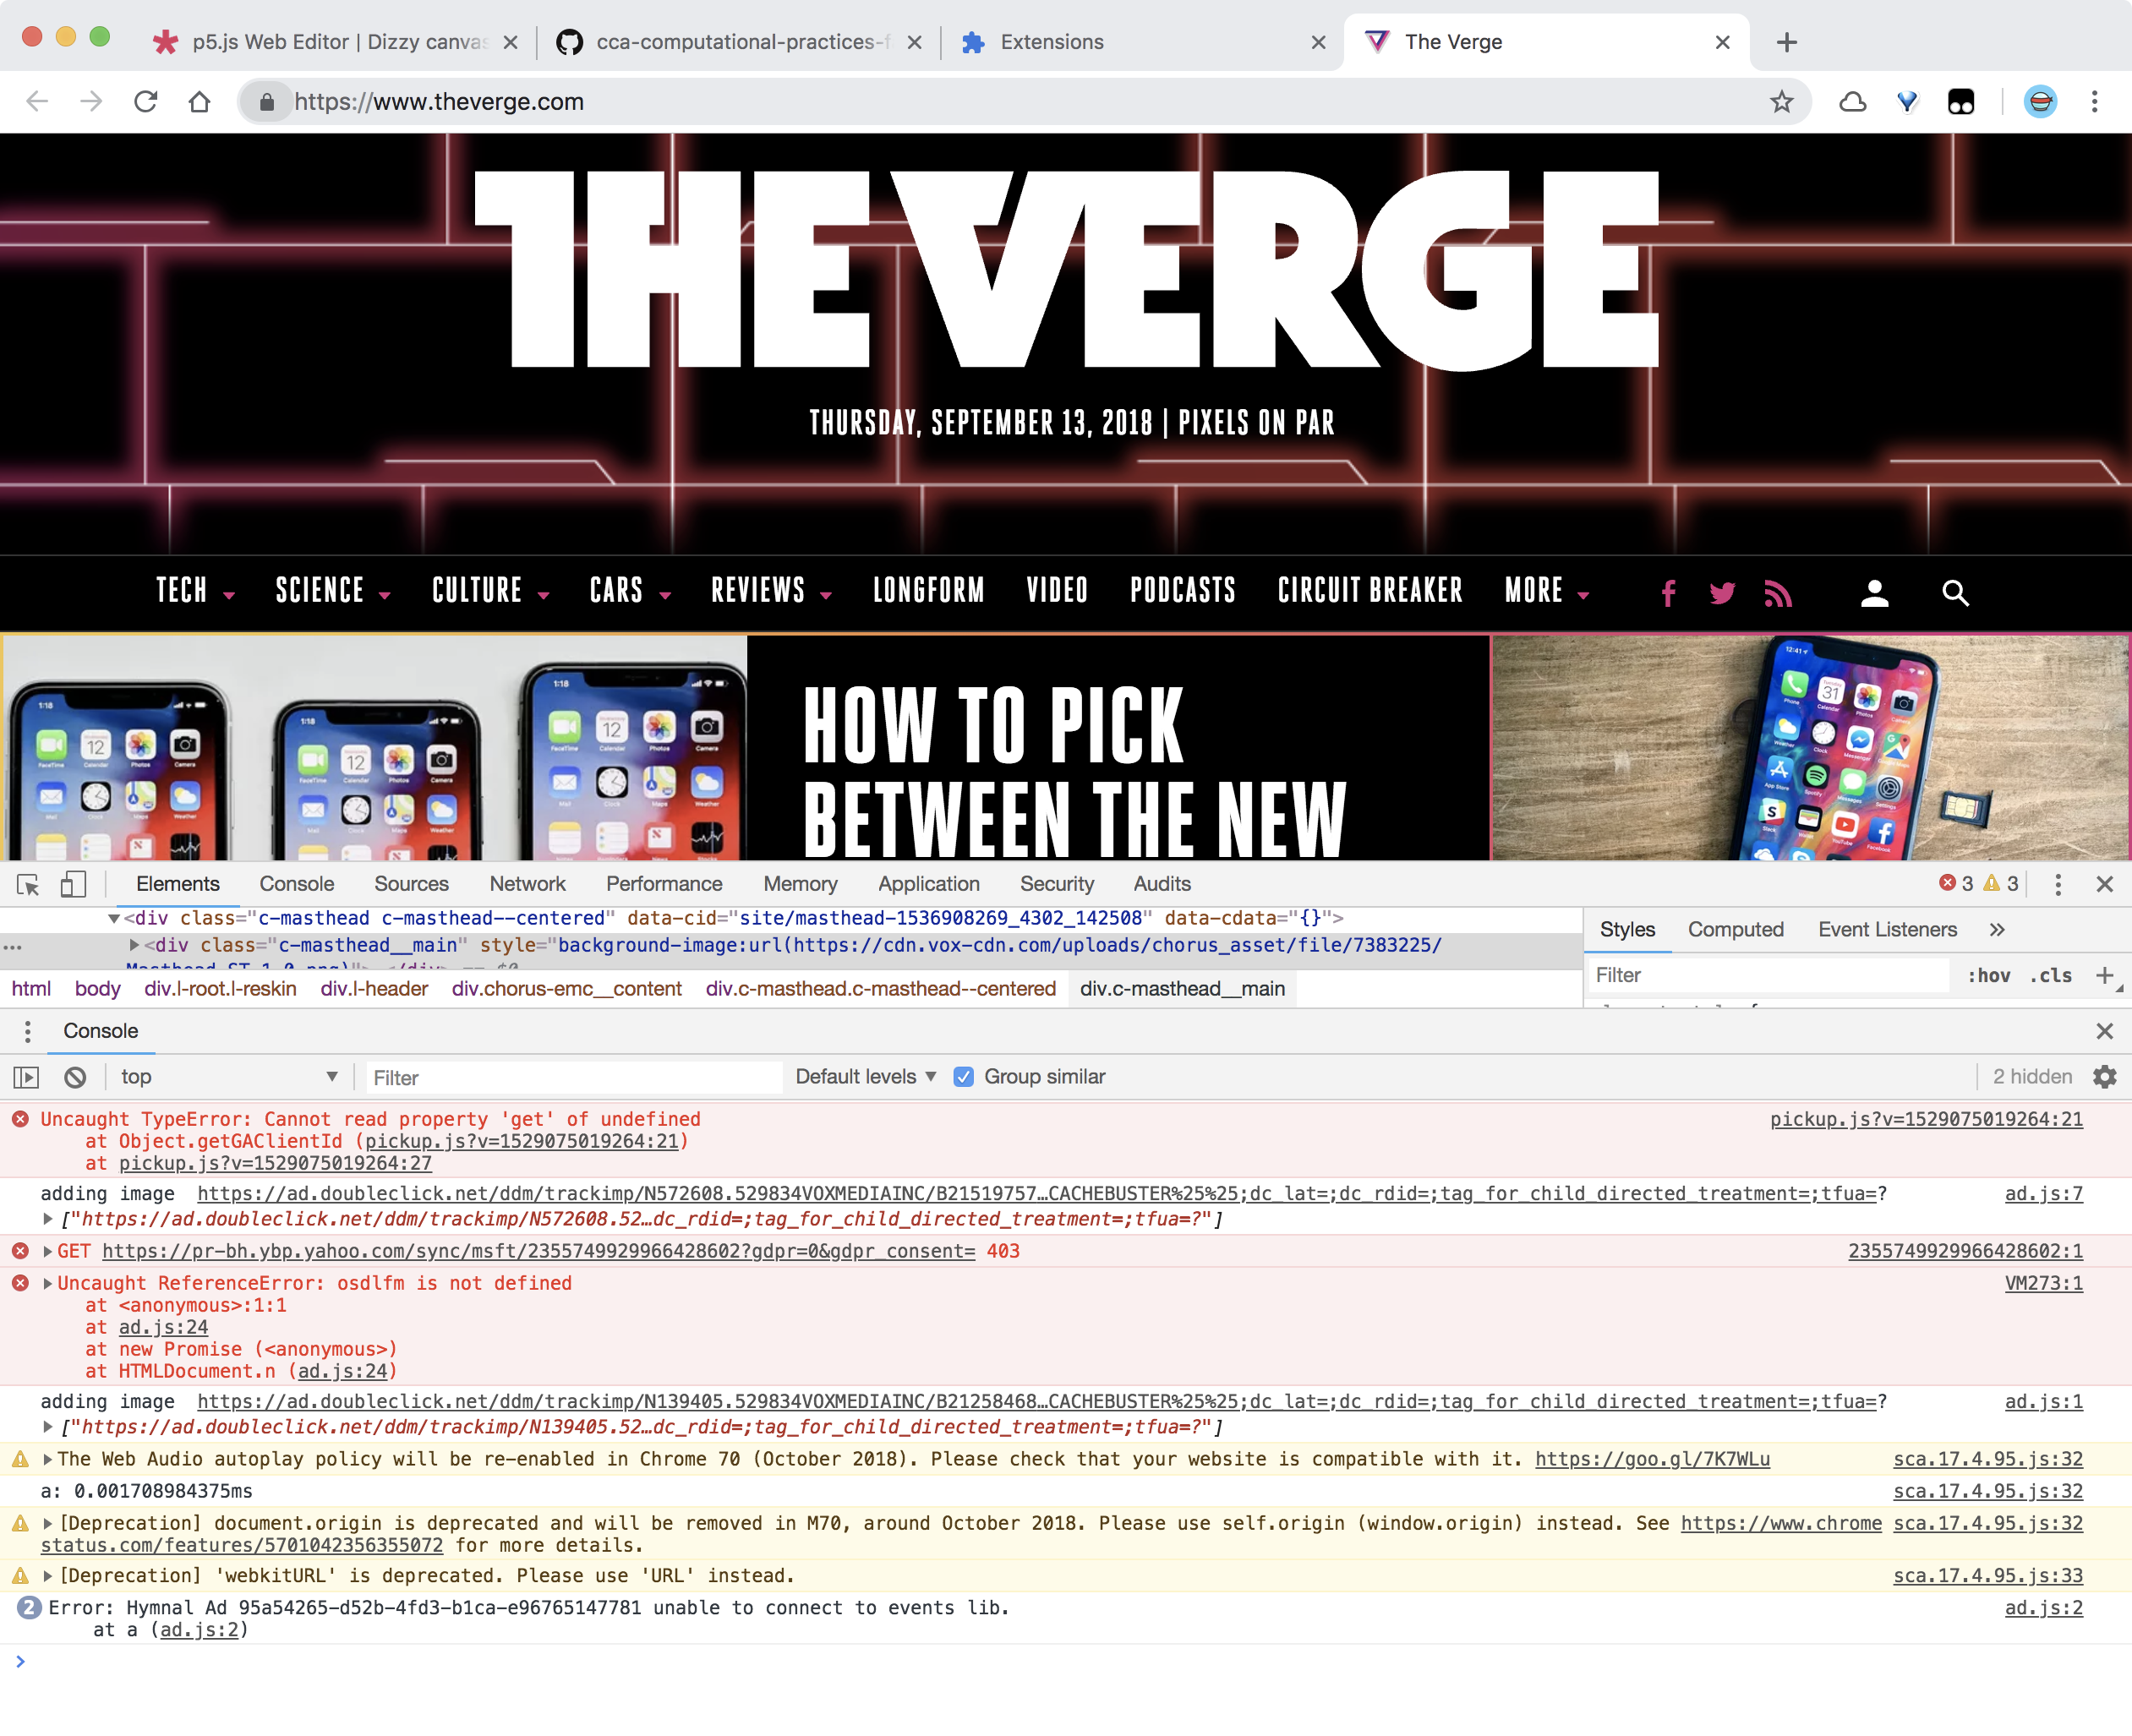 p5.js Web Editor | Dizzy canvas
cca-computational-practices-f
Extensions
The Verge
https://www.theverge.com
THE VERGE
THURSDAY, SEPTEMBER 13, 2018 | PIXELS ON PAR
TECH SCIENCE CULTURE CARS REVIEWS LONGFORM VIDEO PODCASTS CIRCUIT BREAKER MORE
HOW TO PICK
BETWEEN THE NEW
Elements Console Sources Network Performance Memory Application Security Audits 3 3
<div class="c-masthead c-masthead--centered" data-cid="site/masthead-1536908269_4302_142508" data-cdata="{}">
<div class="c-masthead__main" style="background-image:url(https://cdn.vox-cdn.com/uploads/chorus_asset/file/7383225/
html body div.l-root.l-reskin div.l-header div.chorus-emc__content div.c-masthead.c-masthead--centered div.c-masthead__main
Styles Computed Event Listeners »
Filter :hov .cls +
Console
top Filter Default levels Group similar 2 hidden
Uncaught TypeError: Cannot read property 'get' of undefined pickup.js?v=1529075019264:21
at Object.getGAClientId (pickup.js?v=1529075019264:21)
at pickup.js?v=1529075019264:27
adding image https://ad.doubleclick.net/ddm/trackimp/N572608.529834VOXMEDIAINC/B21519757…CACHEBUSTER%25%25;dc_lat=;dc_rdid=;tag_for_child_directed_treatment=;tfua=? ad.js:7
["https://ad.doubleclick.net/ddm/trackimp/N572608.52…dc_rdid=;tag_for_child_directed_treatment=;tfua=?"]
GET https://pr-bh.ybp.yahoo.com/sync/msft/2355749929966428602?gdpr=0&gdpr_consent= 403 2355749929966428602:1
Uncaught ReferenceError: osdlfm is not defined VM273:1
at <anonymous>:1:1
at ad.js:24
at new Promise (<anonymous>)
at HTMLDocument.n (ad.js:24)
adding image https://ad.doubleclick.net/ddm/trackimp/N139405.529834VOXMEDIAINC/B21258468…CACHEBUSTER%25%25;dc_lat=;dc_rdid=;tag_for_child_directed_treatment=;tfua=? ad.js:1
["https://ad.doubleclick.net/ddm/trackimp/N139405.52…dc_rdid=;tag_for_child_directed_treatment=;tfua=?"]
The Web Audio autoplay policy will be re-enabled in Chrome 70 (October 2018). Please check that your website is compatible with it. https://goo.gl/7K7WLu sca.17.4.95.js:32
a: 0.001708984375ms sca.17.4.95.js:32
[Deprecation] document.origin is deprecated and will be removed in M70, around October 2018. Please use self.origin (window.origin) instead. See https://www.chrome sca.17.4.95.js:32
status.com/features/5701042356355072 for more details.
[Deprecation] 'webkitURL' is deprecated. Please use 'URL' instead. sca.17.4.95.js:33
2 Error: Hymnal Ad 95a54265-d52b-4fd3-b1ca-e96765147781 unable to connect to events lib. ad.js:2
at a (ad.js:2)